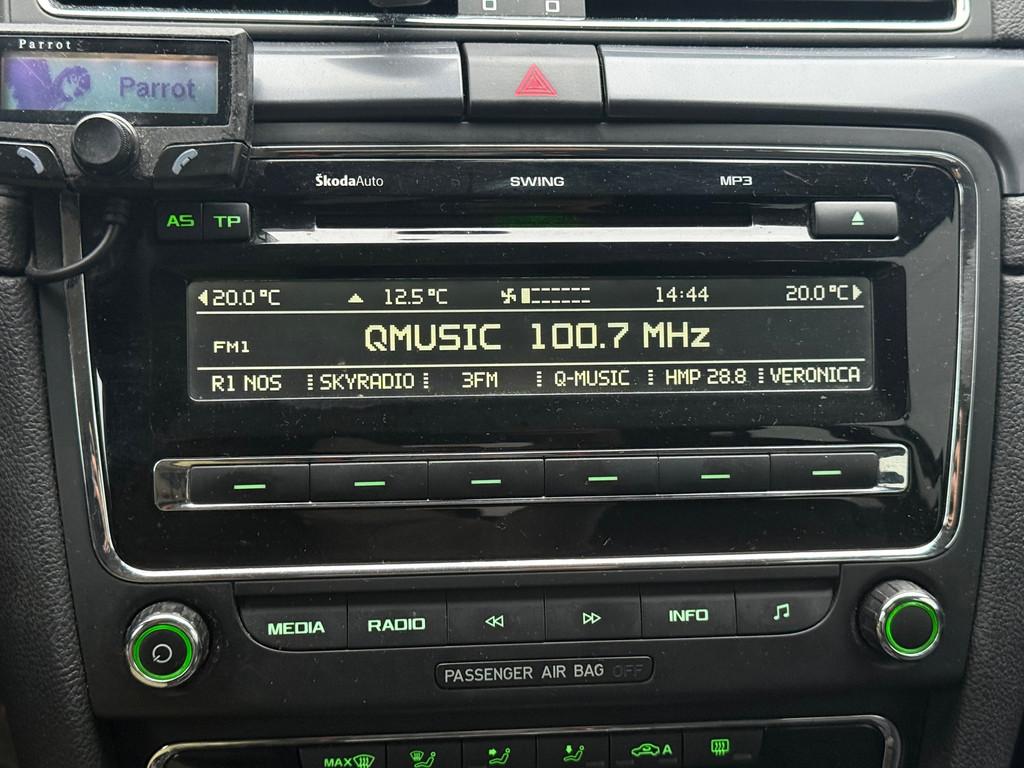 Parrot
Parrot
ŠkodaAuto SWING MP3
AS TP
20.0 °C 12.5 °C 14:44 20.0 °C
FM1 QMUSIC 100.7 MHz
R1 NOS SKYRADIO 3FM Q-MUSIC HMP 28.8 VERONICA
MEDIA RADIO INFO
PASSENGER AIR BAG OFF
MAX A